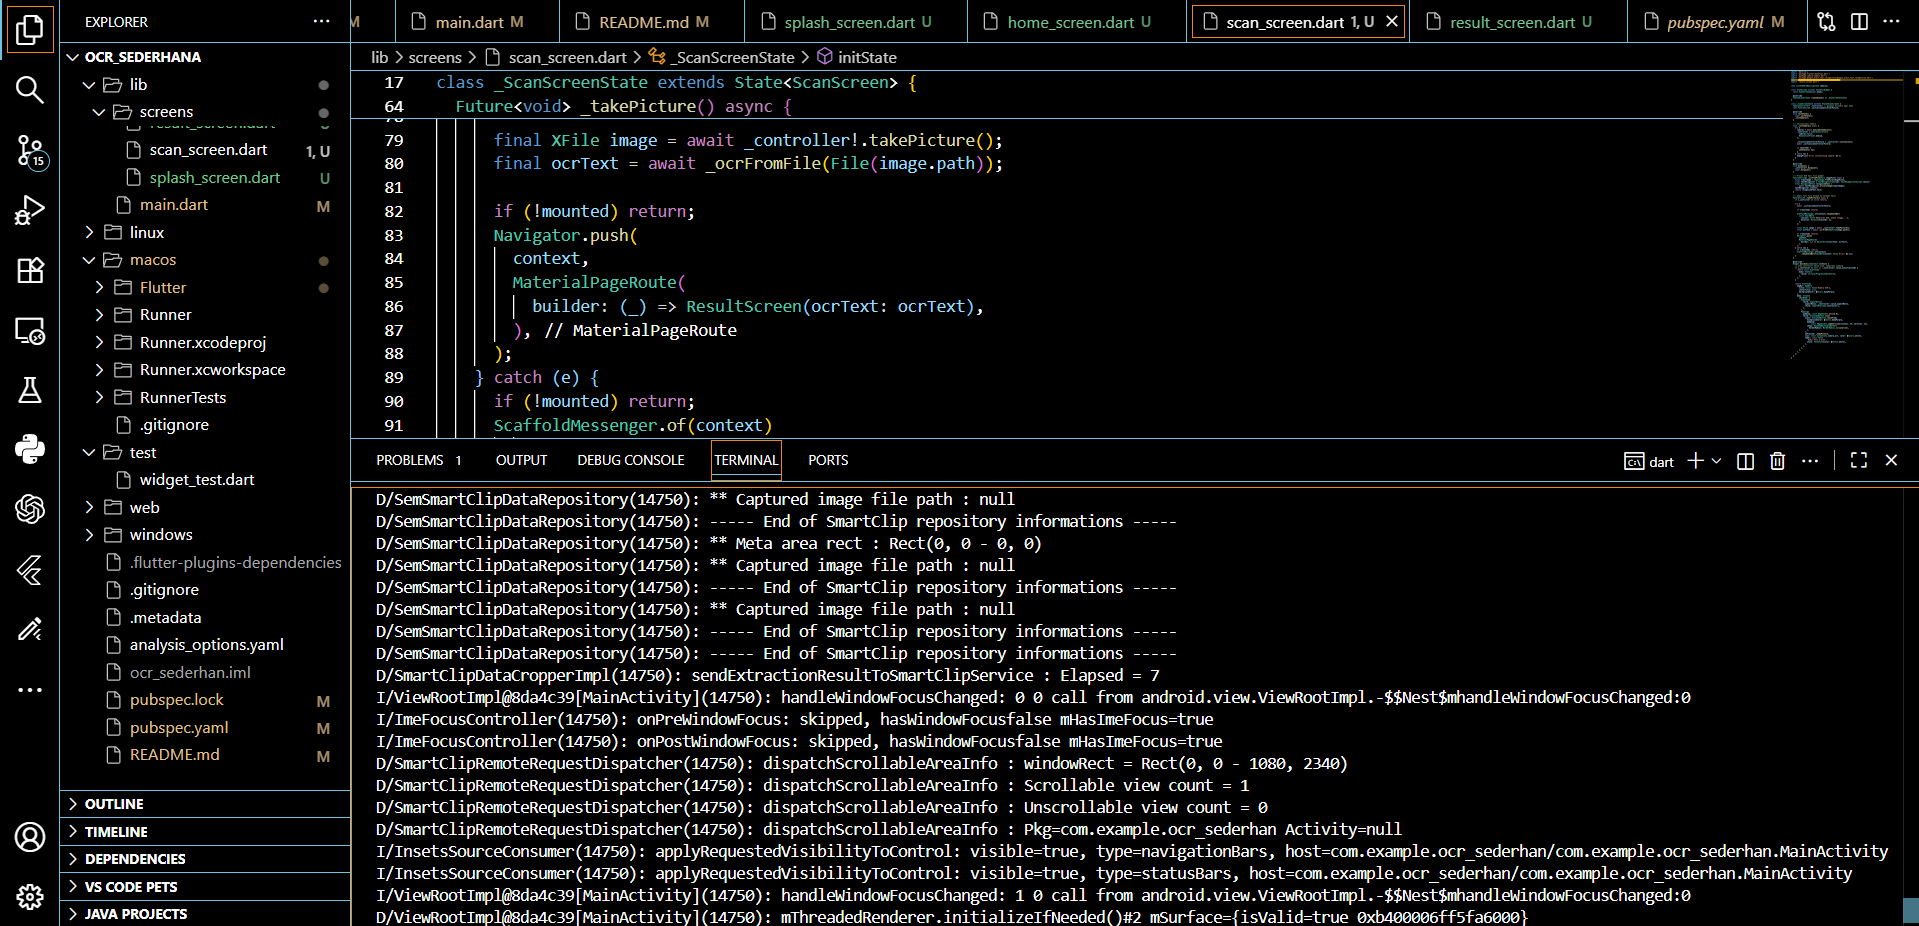 EXPLORER
M
main.dart M
README.md M
splash_screen.dart U
home_screen.dart U
scan_screen.dart 1, U
result_screen.dart U
pubspec.yaml M
OCR_SEDERHANA
lib
screens
result_screen.dart U
scan_screen.dart 1, U
splash_screen.dart U
main.dart M
linux
macos
Flutter
Runner
Runner.xcodeproj
Runner.xcworkspace
RunnerTests
.gitignore
test
widget_test.dart
web
windows
.flutter-plugins-dependencies
.gitignore
.metadata
analysis_options.yaml
ocr_sederhan.iml
pubspec.lock M
pubspec.yaml M
README.md M
OUTLINE
TIMELINE
DEPENDENCIES
VS CODE PETS
JAVA PROJECTS
15
lib > screens > scan_screen.dart > _ScanScreenState > initState
17 class _ScanScreenState extends State<ScanScreen> {
64 Future<void> _takePicture() async {
79 final XFile image = await _controller!.takePicture();
80 final ocrText = await _ocrFromFile(File(image.path));
81
82 if (!mounted) return;
83 Navigator.push(
84 context,
85 MaterialPageRoute(
86 builder: (_) => ResultScreen(ocrText: ocrText),
87 ), // MaterialPageRoute
88 );
89 } catch (e) {
90 if (!mounted) return;
91 ScaffoldMessenger.of(context)
PROBLEMS 1 OUTPUT DEBUG CONSOLE TERMINAL PORTS
dart
D/SemSmartClipDataRepository(14750): ** Captured image file path : null
D/SemSmartClipDataRepository(14750): ----- End of SmartClip repository informations -----
D/SemSmartClipDataRepository(14750): ** Meta area rect : Rect(0, 0 - 0, 0)
D/SemSmartClipDataRepository(14750): ** Captured image file path : null
D/SemSmartClipDataRepository(14750): ----- End of SmartClip repository informations -----
D/SemSmartClipDataRepository(14750): ** Captured image file path : null
D/SemSmartClipDataRepository(14750): ----- End of SmartClip repository informations -----
D/SemSmartClipDataRepository(14750): ----- End of SmartClip repository informations -----
D/SmartClipDataCropperImpl(14750): sendExtractionResultToSmartClipService : Elapsed = 7
I/ViewRootImpl@8da4c39[MainActivity](14750): handleWindowFocusChanged: 0 0 call from android.view.ViewRootImpl.-$$Nest$mhandleWindowFocusChanged:0
I/ImeFocusController(14750): onPreWindowFocus: skipped, hasWindowFocusfalse mHasImeFocus=true
I/ImeFocusController(14750): onPostWindowFocus: skipped, hasWindowFocusfalse mHasImeFocus=true
D/SmartClipRemoteRequestDispatcher(14750): dispatchScrollableAreaInfo : windowRect = Rect(0, 0 - 1080, 2340)
D/SmartClipRemoteRequestDispatcher(14750): dispatchScrollableAreaInfo : Scrollable view count = 1
D/SmartClipRemoteRequestDispatcher(14750): dispatchScrollableAreaInfo : Unscrollable view count = 0
D/SmartClipRemoteRequestDispatcher(14750): dispatchScrollableAreaInfo : Pkg=com.example.ocr_sederhan Activity=null
I/InsetsSourceConsumer(14750): applyRequestedVisibilityToControl: visible=true, type=navigationBars, host=com.example.ocr_sederhan/com.example.ocr_sederhan.MainActivity
I/InsetsSourceConsumer(14750): applyRequestedVisibilityToControl: visible=true, type=statusBars, host=com.example.ocr_sederhan/com.example.ocr_sederhan.MainActivity
I/ViewRootImpl@8da4c39[MainActivity](14750): handleWindowFocusChanged: 1 0 call from android.view.ViewRootImpl.-$$Nest$mhandleWindowFocusChanged:0
D/ViewRootImpl@8da4c39[MainActivity](14750): mThreadedRenderer.initializeIfNeeded()#2 mSurface={isValid=true 0xb400006ff5fa6000}